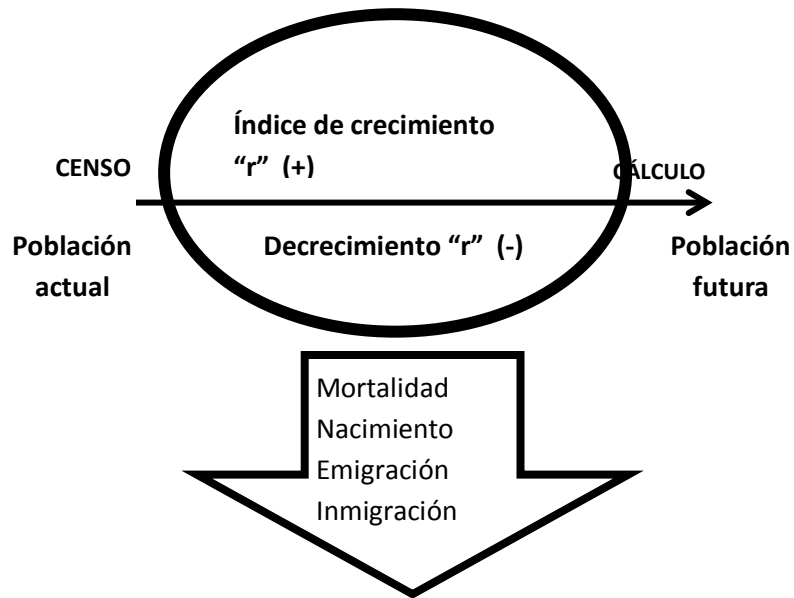 Índice de crecimiento
CENSO
“r” (+)
CÁLCULO
Población
actual
Decrecimiento “r” (-)
Población
futura
Mortalidad
Nacimiento
Emigración
Inmigración